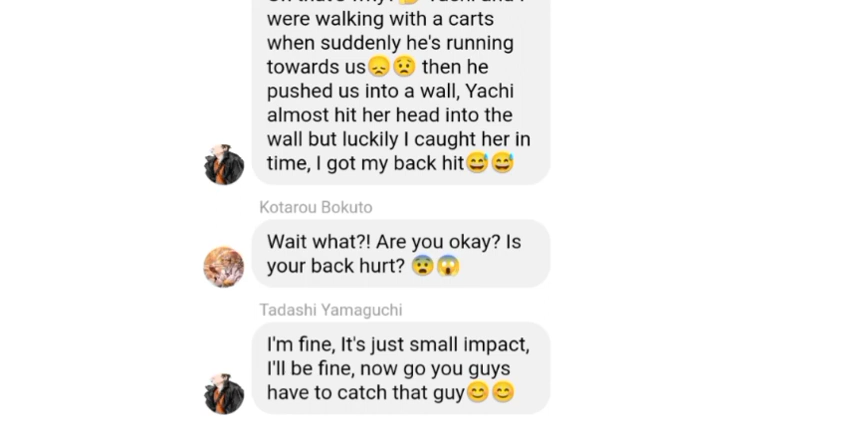 were walking with a carts
when suddenly he's running
towards us😞😟 then he
pushed us into a wall, Yachi
almost hit her head into the
wall but luckily I caught her in
time, I got my back hit😅😅
Kotarou Bokuto
Wait what?! Are you okay? Is
your back hurt? 😨😱
Tadashi Yamaguchi
I'm fine, It's just small impact,
I'll be fine, now go you guys
have to catch that guy😊😊